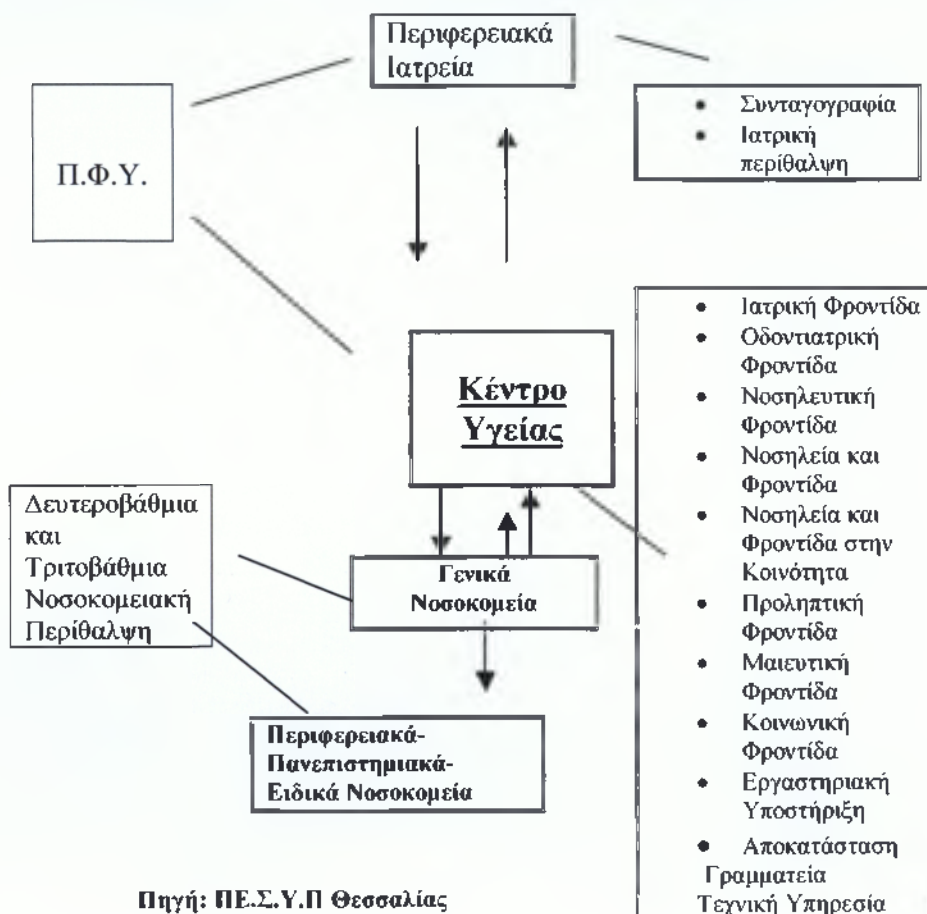 Περιφερειακά
Ιατρεία
Π.Φ.Υ.
• Συνταγογραφία
• Ιατρική
περίθαλψη
Κέντρο
Υγείας
• Ιατρική Φροντίδα
• Οδοντιατρική
Φροντίδα
• Νοσηλευτική
Φροντίδα
• Νοσηλεία και
Φροντίδα
• Νοσηλεία και
Φροντίδα στην
Κοινότητα
• Προληπτική
Φροντίδα
• Μαιευτική
Φροντίδα
• Κοινωνική
Φροντίδα
• Εργαστηριακή
Υποστήριξη
• Αποκατάσταση
Γραμματεία
Τεχνική Υπηρεσία
Δευτεροβάθμια
και
Τριτοβάθμια
Νοσοκομειακή
Περίθαλψη
Γενικά
Νοσοκομεία
Περιφερειακά-
Πανεπιστημιακά-
Ειδικά Νοσοκομεία
Πηγή: ΠΕ.Σ.Υ.Π Θεσσαλίας